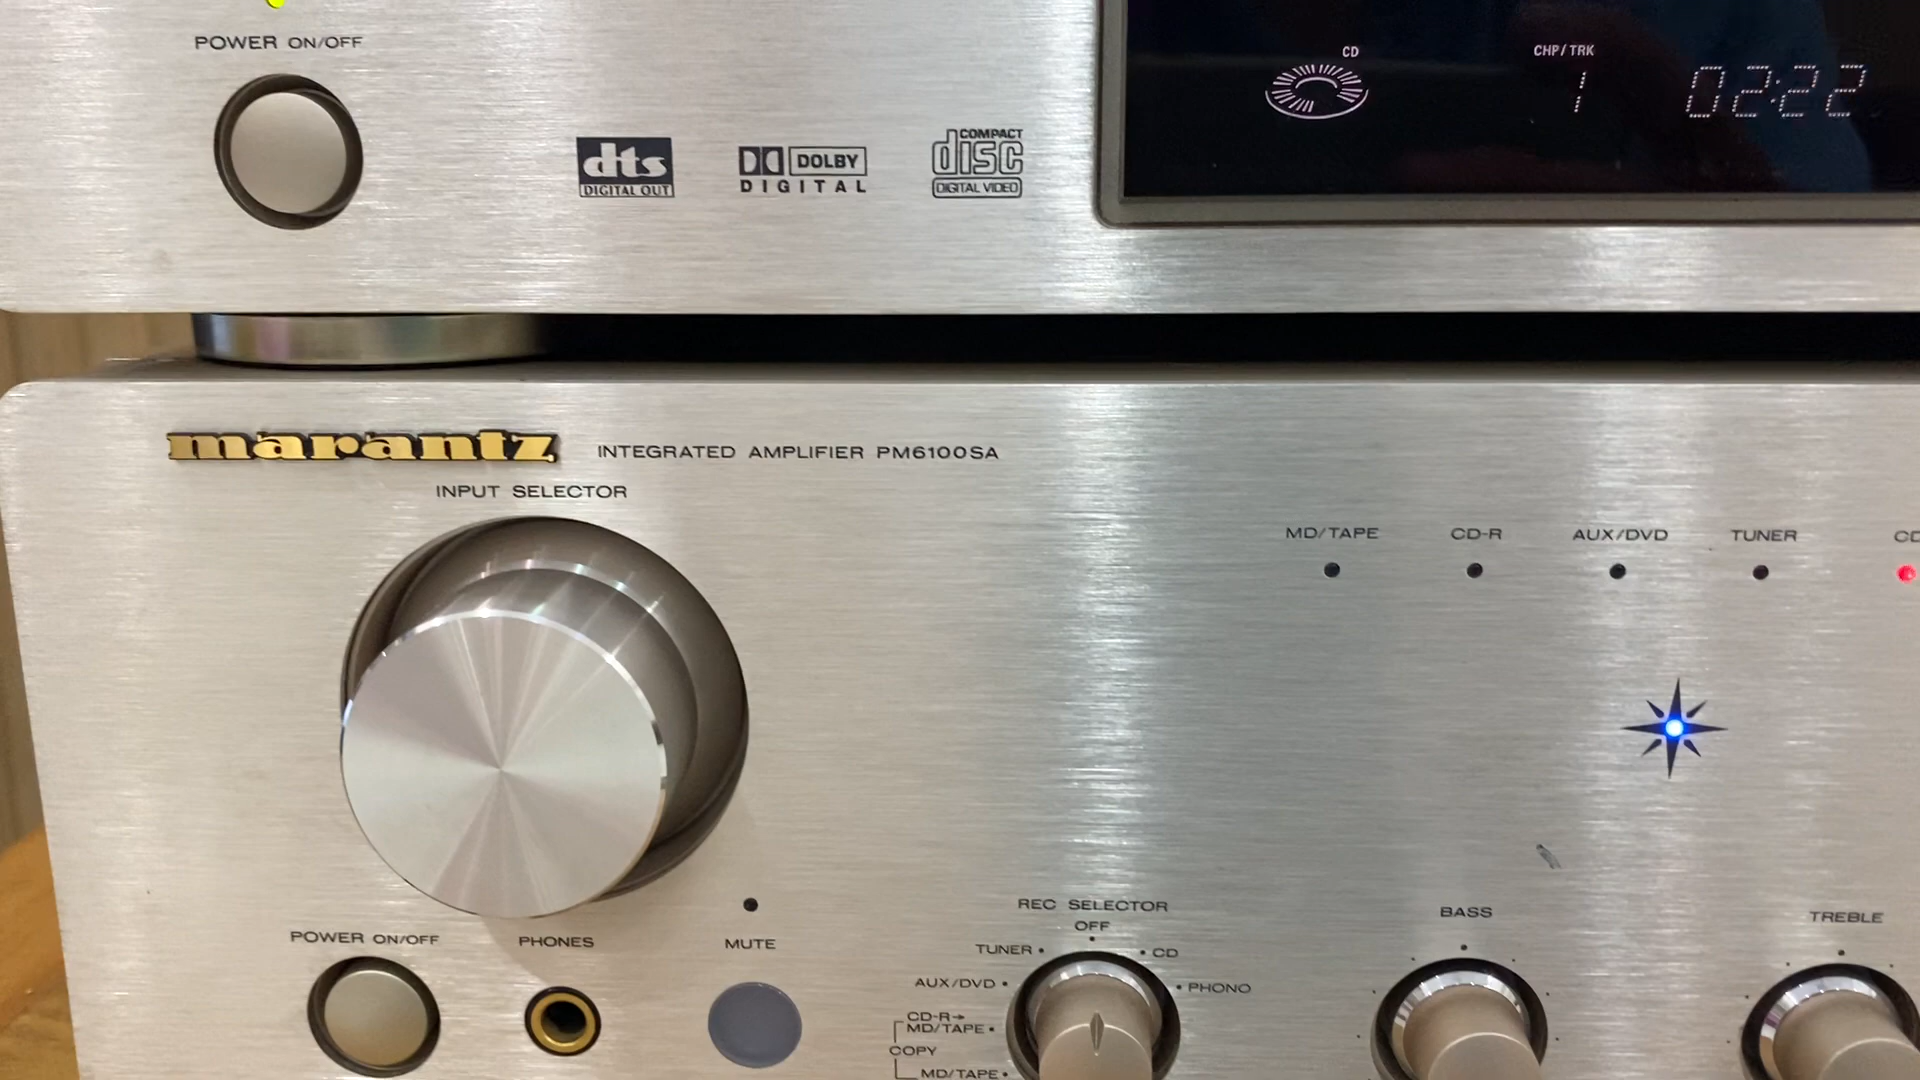 POWER ON/OFF
dts
DIGITAL OUT
DOLBY
DIGITAL
COMPACT
disc
DIGITAL VIDEO
CD
CHP/TRK
1
02:22
marantz INTEGRATED AMPLIFIER PM6100SA
INPUT SELECTOR
MD/TAPE CD-R AUX/DVD TUNER CD
POWER ON/OFF
PHONES
MUTE
REC SELECTOR
OFF
TUNER
CD
AUX/DVD
PHONO
CD-R→
MD/TAPE
COPY
MD/TAPE
BASS
TREBLE